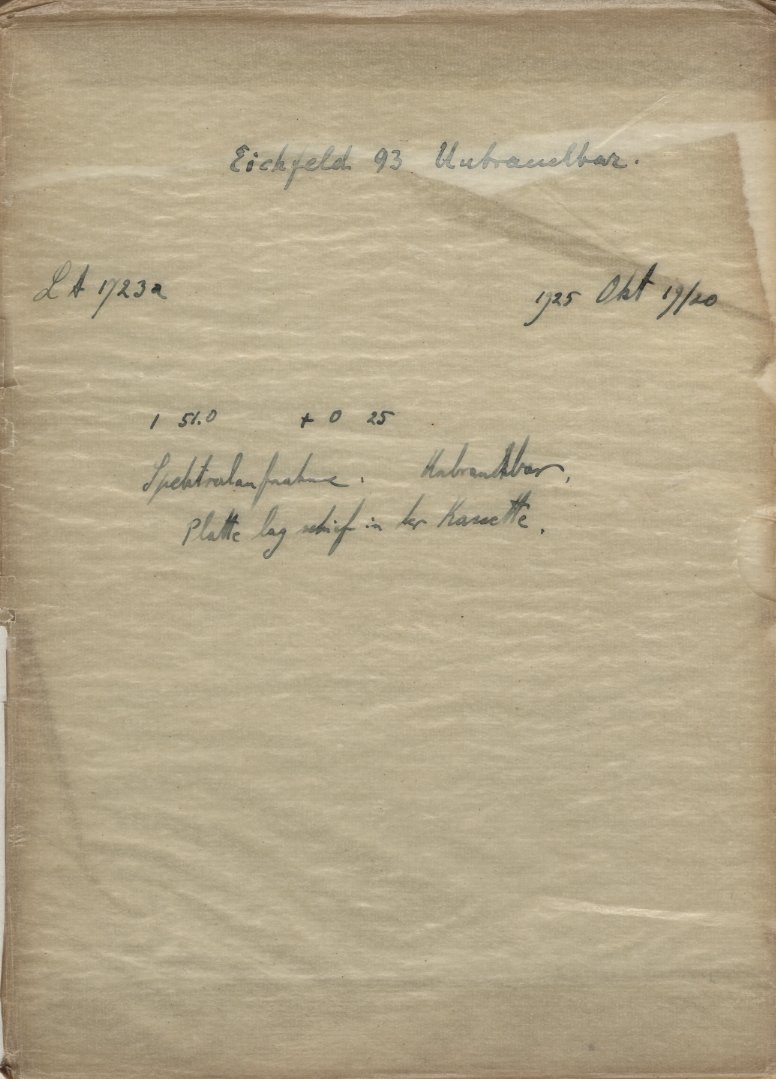 Eichfeld 93 Unbrauchbar.
LA 1723a 1925 Okt 19/20
1 51.0 + 0 25
Spektralaufnahme. Unbrauchbar,
Platte lag schief in der Kassette.